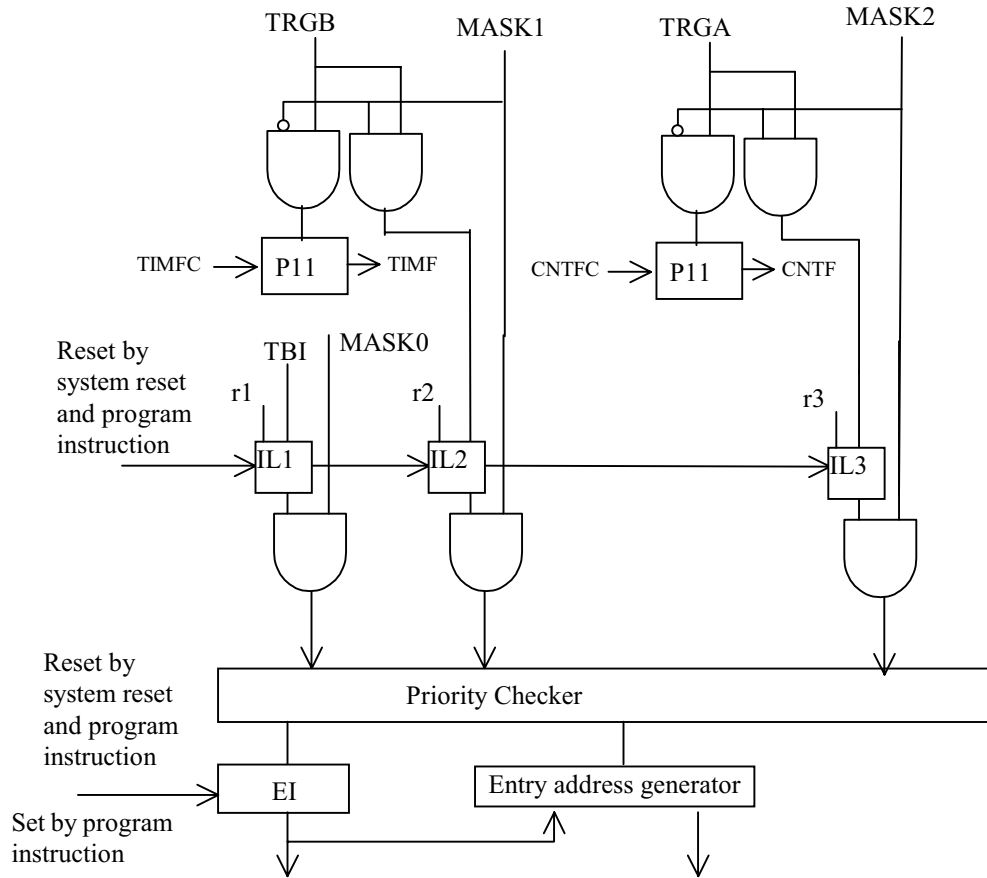 TRGB
MASK1
TRGA
MASK2
TIMFC
P11
TIMF
CNTFC
P11
CNTF
Reset by
system reset
and program
instruction
TBI
MASK0
r1
r2
r3
IL1
IL2
IL3
Reset by
system reset
and program
instruction
Priority Checker
EI
Entry address generator
Set by program
instruction